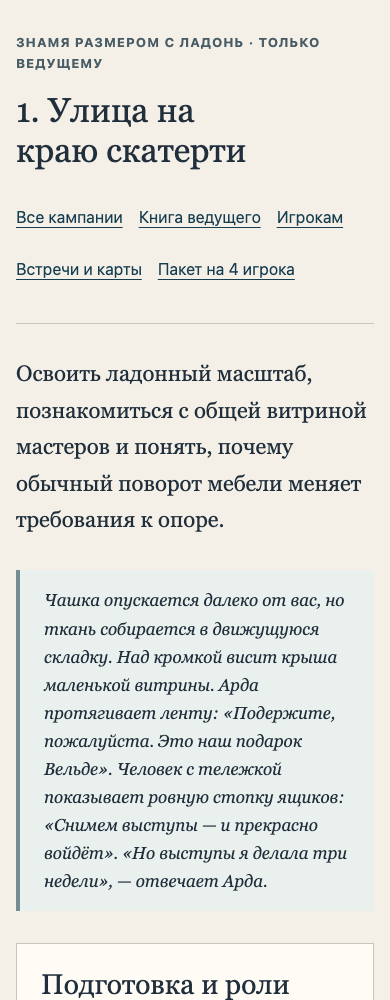 ЗНАМЯ РАЗМЕРОМ С ЛАДОНЬ · ТОЛЬКО
ВЕДУЩЕМУ
1. Улица на
краю скатерти
Все кампании Книга ведущего Игрокам
Встречи и карты Пакет на 4 игрока
Освоить ладонный масштаб,
познакомиться с общей витриной
мастеров и понять, почему
обычный поворот мебели меняет
требования к опоре.
Чашка опускается далеко от вас, но
ткань собирается в движущуюся
складку. Над кромкой висит крыша
маленькой витрины. Арда
протягивает ленту: «Подержите,
пожалуйста. Это наш подарок
Вельде». Человек с тележкой
показывает ровную стопку ящиков:
«Снимем выступы — и прекрасно
войдёт». «Но выступы я делала три
недели», — отвечает Арда.
Подготовка и роли